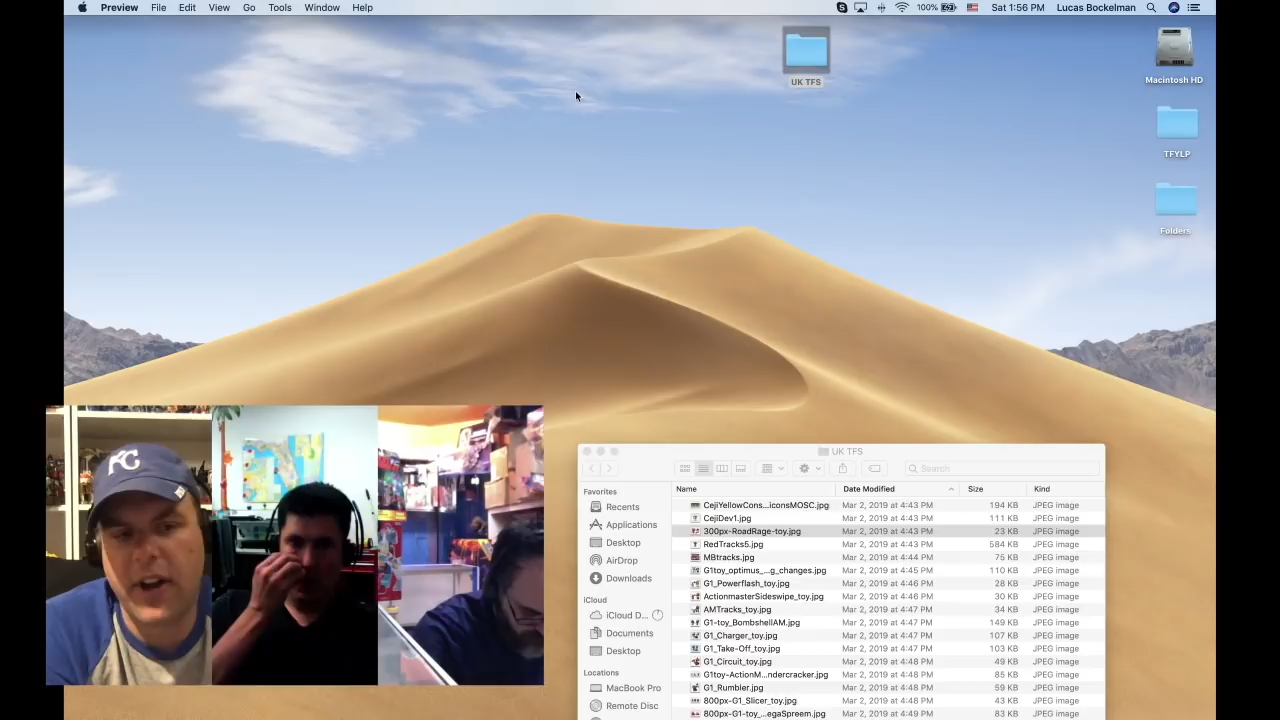 Preview File Edit View Go Tools Window Help 100% Sat 1:56 PM Lucas Bockelman
UK TFS
Macintosh HD
TFYLP
Folders
KC
UK TFS
Search
Favorites
Recents
Applications
Desktop
AirDrop
Downloads
iCloud
iCloud D...
Documents
Desktop
Locations
MacBook Pro
Remote Disc
Name Date Modified Size Kind
CejiYellowCons...iconsMOSC.jpg Mar 2, 2019 at 4:43 PM 194 KB JPEG image
CejiDev1.jpg Mar 2, 2019 at 4:43 PM 111 KB JPEG image
300px-RoadRage-toy.jpg Mar 2, 2019 at 4:43 PM 23 KB JPEG image
RedTracks5.jpg Mar 2, 2019 at 4:43 PM 584 KB JPEG image
MBtracks.jpg Mar 2, 2019 at 4:44 PM 75 KB JPEG image
G1toy_optimus_...g_changes.jpg Mar 2, 2019 at 4:45 PM 110 KB JPEG image
G1_Powerflash_toy.jpg Mar 2, 2019 at 4:46 PM 28 KB JPEG image
ActionmasterSideswipe_toy.jpg Mar 2, 2019 at 4:46 PM 30 KB JPEG image
AMTracks_toy.jpg Mar 2, 2019 at 4:47 PM 34 KB JPEG image
G1-toy_BombshellAM.jpg Mar 2, 2019 at 4:47 PM 149 KB JPEG image
G1_Charger_toy.jpg Mar 2, 2019 at 4:47 PM 107 KB JPEG image
G1_Take-Off_toy.jpg Mar 2, 2019 at 4:47 PM 103 KB JPEG image
G1_Circuit_toy.jpg Mar 2, 2019 at 4:48 PM 49 KB JPEG image
G1toy-ActionM...ndercracker.jpg Mar 2, 2019 at 4:48 PM 85 KB JPEG image
G1_Rumbler.jpg Mar 2, 2019 at 4:48 PM 59 KB JPEG image
800px-G1_Slicer_toy.jpg Mar 2, 2019 at 4:48 PM 43 KB JPEG image
800px-G1-toy_...egaSpreem.jpg Mar 2, 2019 at 4:49 PM 83 KB JPEG image